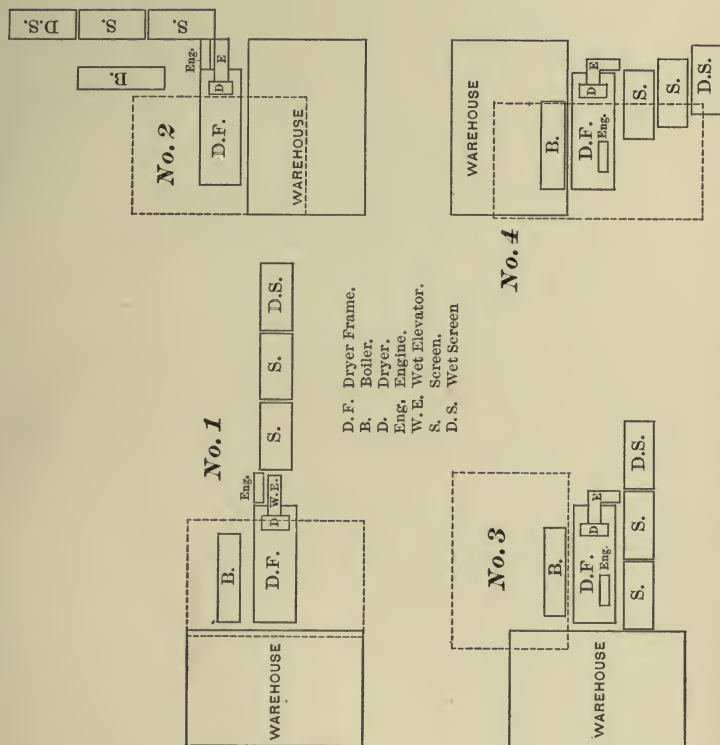 No. 1
WAREHOUSE
B.
D.F.
D
W.E.
Eng.
S.
S.
D.S.
No. 2
WAREHOUSE
D.F.
D
E
Eng.
B.
S.
S.
D.S.
D.F. Dryer Frame.
B. Boiler.
D. Dryer.
Eng. Engine.
W.E. Wet Elevator.
S. Screen.
D.S. Wet Screen
No. 3
WAREHOUSE
B.
D.F.
Eng.
D
E
S.
S.
D.S.
No. 4
WAREHOUSE
B.
D.F.
Eng.
D
E
S.
S.
D.S.